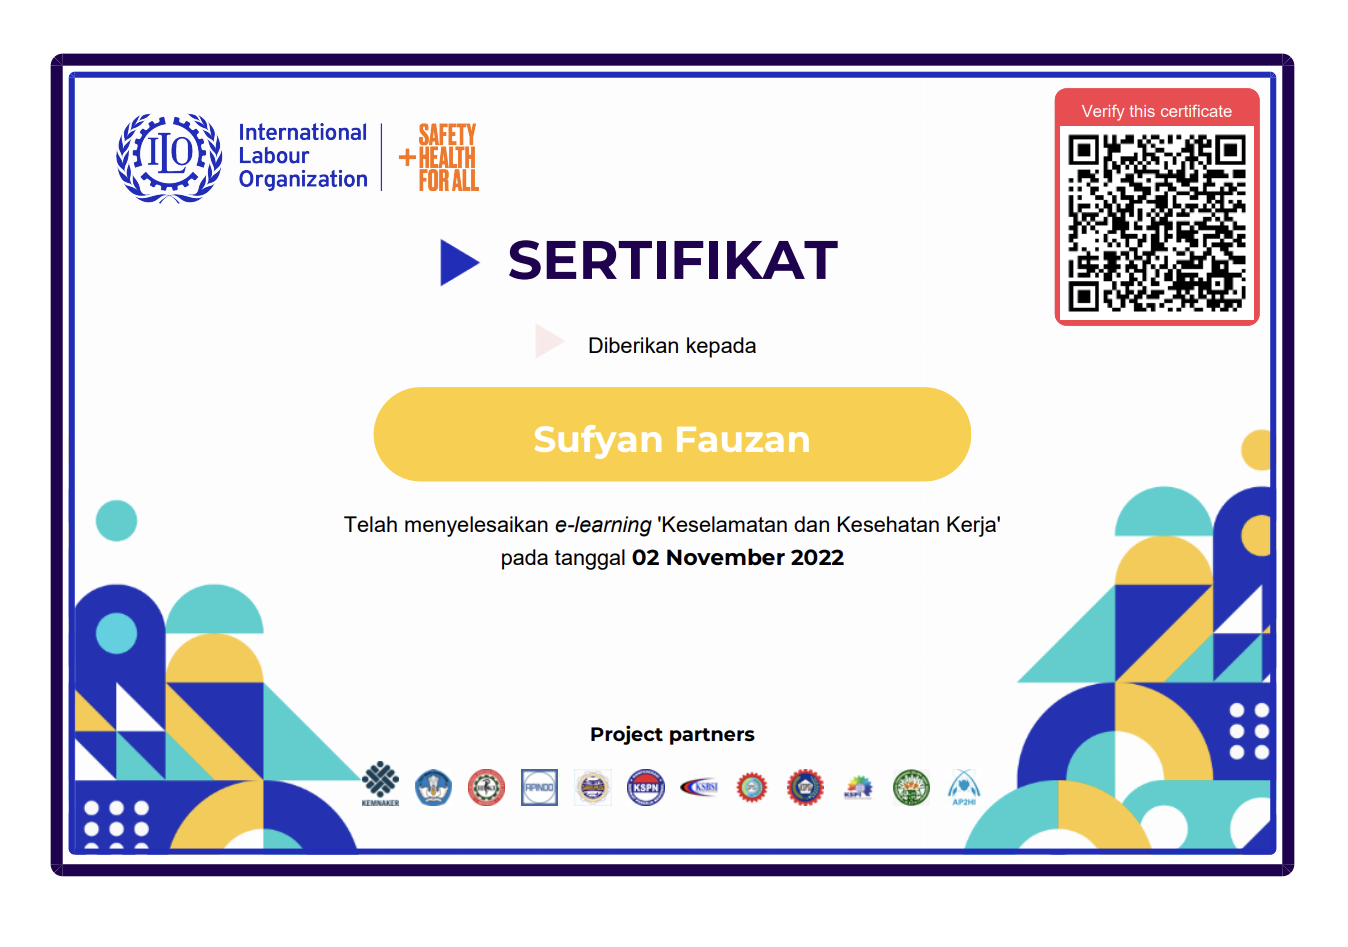 ILO
International
Labour
Organization
+SAFETY
HEALTH
FOR ALL
Verify this certificate
SERTIFIKAT
Diberikan kepada
Sufyan Fauzan
Telah menyelesaikan e-learning 'Keselamatan dan Kesehatan Kerja'
pada tanggal 02 November 2022
Project partners
KEMNAKER
APINDO
KSPN
KSBSI
KSPI
AP2HI